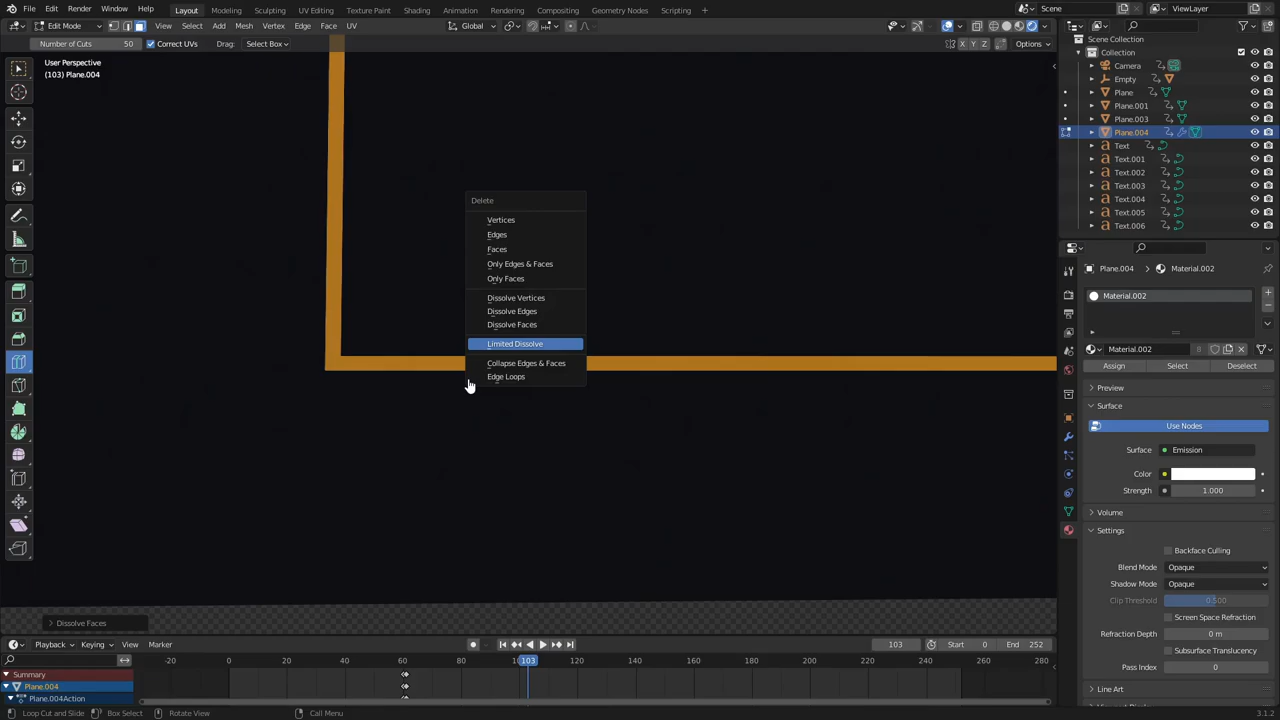 File Edit Render Window Help Layout Modeling Sculpting UV Editing Texture Paint Shading Animation Rendering Compositing Geometry Nodes Scripting + Scene ViewLayer
Edit Mode View Select Add Mesh Vertex Edge Face UV Global
Number of Cuts 50 Correct UVs Drag: Select Box X Y Z Options
User Perspective
(103) Plane.004
Scene Collection
Collection
Camera
Empty
Plane
Plane.001
Plane.003
Plane.004
Text
Text.001
Text.002
Text.003
Text.004
Text.005
Text.006
Delete
Vertices
Edges
Faces
Only Edges & Faces
Only Faces
Dissolve Vertices
Dissolve Edges
Dissolve Faces
Limited Dissolve
Collapse Edges & Faces
Edge Loops
Plane.004 Material.002
Material.002
Material.002 8
Assign Select Deselect
Preview
Surface
Use Nodes
Surface Emission
Color
Strength 1.000
Volume
Settings
Backface Culling
Blend Mode Opaque
Shadow Mode Opaque
Clip Threshold 0.500
Screen Space Refraction
Refraction Depth 0 m
Subsurface Translucency
Pass Index 0
Line Art
Dissolve Faces
Playback Keying View Marker 103 Start 0 End 252
-20 0 20 40 60 80 103 120 140 160 180 200 220 240 260 280
Summary
Plane.004
Plane.004Action
Loop Cut and Slide Box Select Rotate View Call Menu 3.1.2